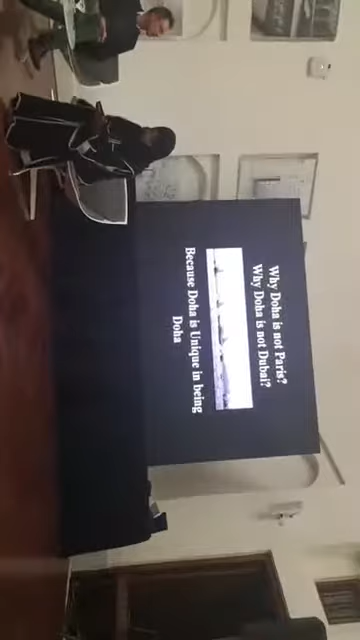 Why Doha is not Paris?
Why Doha is not Dubai?
Because Doha is Unique in being
Doha